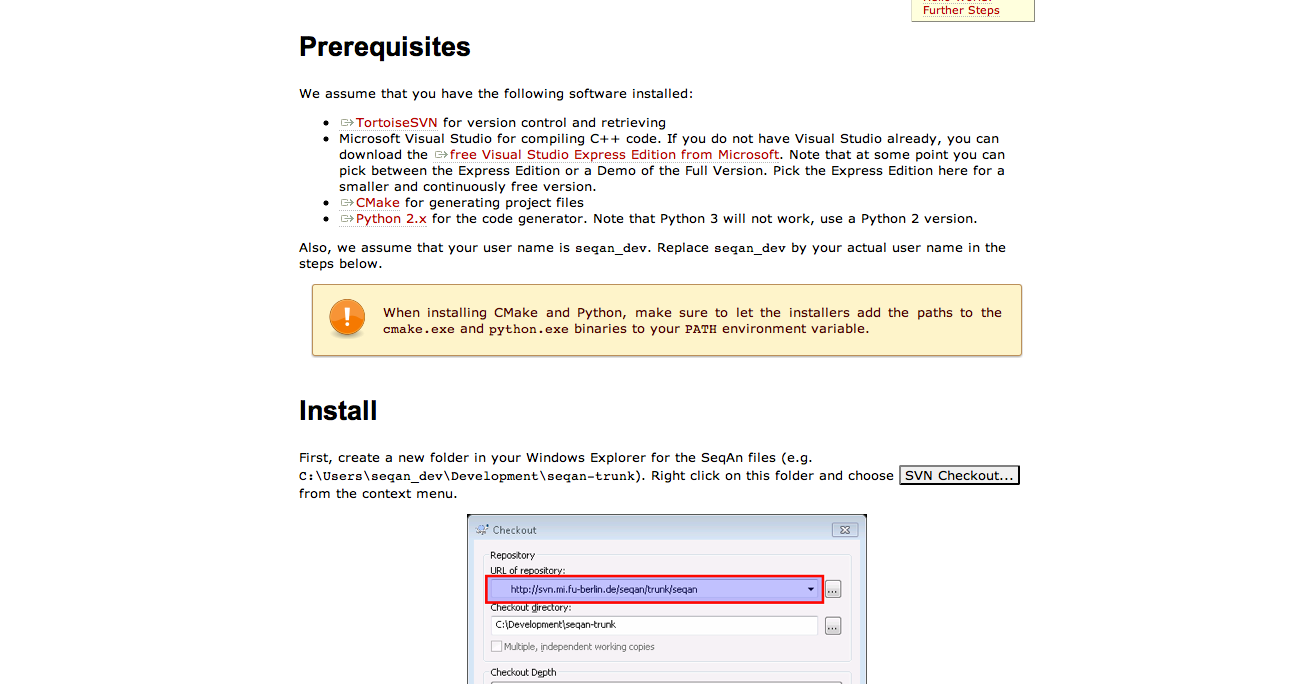 Further Steps
Prerequisites
We assume that you have the following software installed:
TortoiseSVN for version control and retrieving
Microsoft Visual Studio for compiling C++ code. If you do not have Visual Studio already, you can
download the free Visual Studio Express Edition from Microsoft. Note that at some point you can
pick between the Express Edition or a Demo of the Full Version. Pick the Express Edition here for a
smaller and continuously free version.
CMake for generating project files
Python 2.x for the code generator. Note that Python 3 will not work, use a Python 2 version.
Also, we assume that your user name is seqan_dev. Replace seqan_dev by your actual user name in the
steps below.
When installing CMake and Python, make sure to let the installers add the paths to the
cmake.exe and python.exe binaries to your PATH environment variable.
Install
First, create a new folder in your Windows Explorer for the SeqAn files (e.g.
C:\Users\seqan_dev\Development\seqan-trunk). Right click on this folder and choose SVN Checkout...
from the context menu.
Checkout
Repository
URL of repository:
http://svn.mi.fu-berlin.de/seqan/trunk/seqan
...
Checkout directory:
C:\Development\seqan-trunk
...
Multiple, independent working copies
Checkout Depth